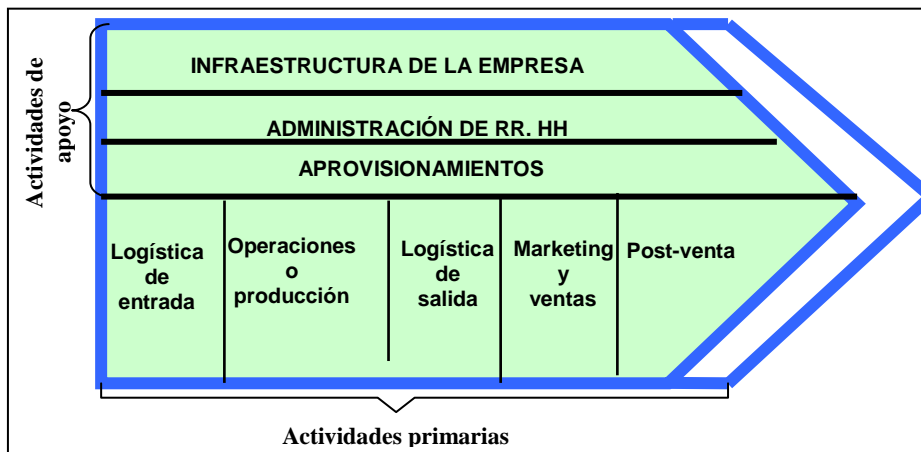 Actividades de
apoyo
INFRAESTRUCTURA DE LA EMPRESA
ADMINISTRACIÓN DE RR. HH
APROVISIONAMIENTOS
Logística
de
entrada
Operaciones
o
producción
Logística
de
salida
Marketing
y
ventas
Post-venta
Actividades primarias